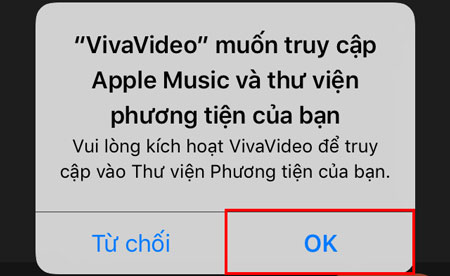 “VivaVideo” muốn truy cập
Apple Music và thư viện
phương tiện của bạn
Vui lòng kích hoạt VivaVideo để truy
cập vào Thư viện Phương tiện của bạn.
Từ chối
OK